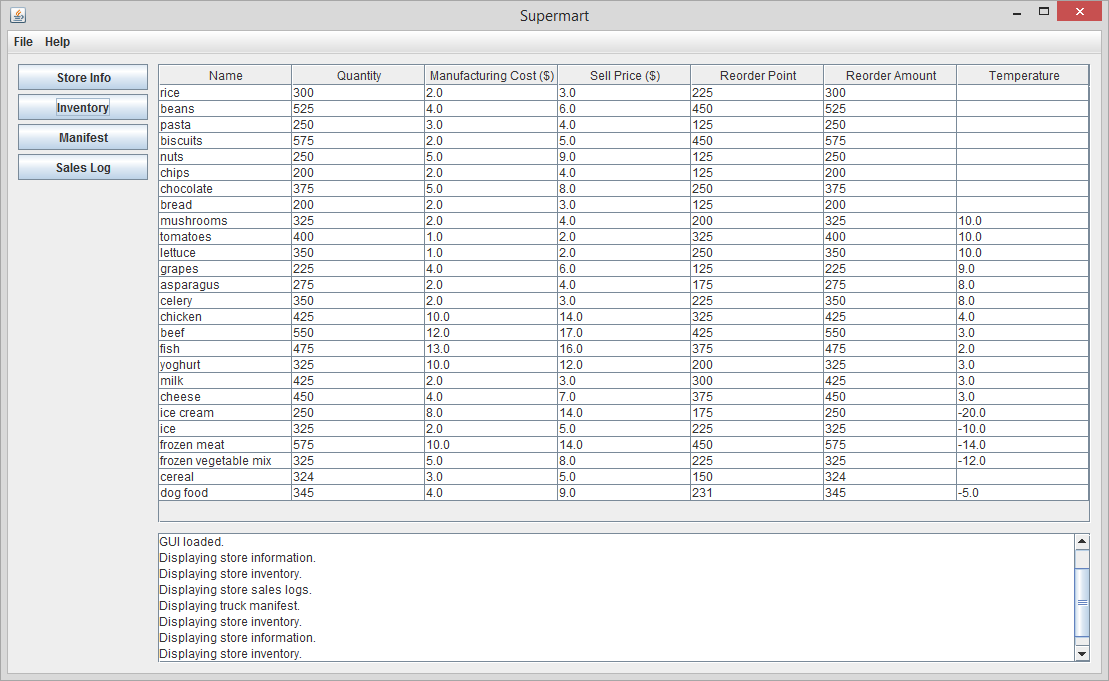 Supermart
File Help
Store Info
Inventory
Manifest
Sales Log
Name Quantity Manufacturing Cost ($) Sell Price ($) Reorder Point Reorder Amount Temperature
rice 300 2.0 3.0 225 300
beans 525 4.0 6.0 450 525
pasta 250 3.0 4.0 125 250
biscuits 575 2.0 5.0 450 575
nuts 250 5.0 9.0 125 250
chips 200 2.0 4.0 125 200
chocolate 375 5.0 8.0 250 375
bread 200 2.0 3.0 125 200
mushrooms 325 2.0 4.0 200 325 10.0
tomatoes 400 1.0 2.0 325 400 10.0
lettuce 350 1.0 2.0 250 350 10.0
grapes 225 4.0 6.0 125 225 9.0
asparagus 275 2.0 4.0 175 275 8.0
celery 350 2.0 3.0 225 350 8.0
chicken 425 10.0 14.0 325 425 4.0
beef 550 12.0 17.0 425 550 3.0
fish 475 13.0 16.0 375 475 2.0
yoghurt 325 10.0 12.0 200 325 3.0
milk 425 2.0 3.0 300 425 3.0
cheese 450 4.0 7.0 375 450 3.0
ice cream 250 8.0 14.0 175 250 -20.0
ice 325 2.0 5.0 225 325 -10.0
frozen meat 575 10.0 14.0 450 575 -14.0
frozen vegetable mix 325 5.0 8.0 225 325 -12.0
cereal 324 3.0 5.0 150 324
dog food 345 4.0 9.0 231 345 -5.0
GUI loaded.
Displaying store information.
Displaying store inventory.
Displaying store sales logs.
Displaying truck manifest.
Displaying store inventory.
Displaying store information.
Displaying store inventory.